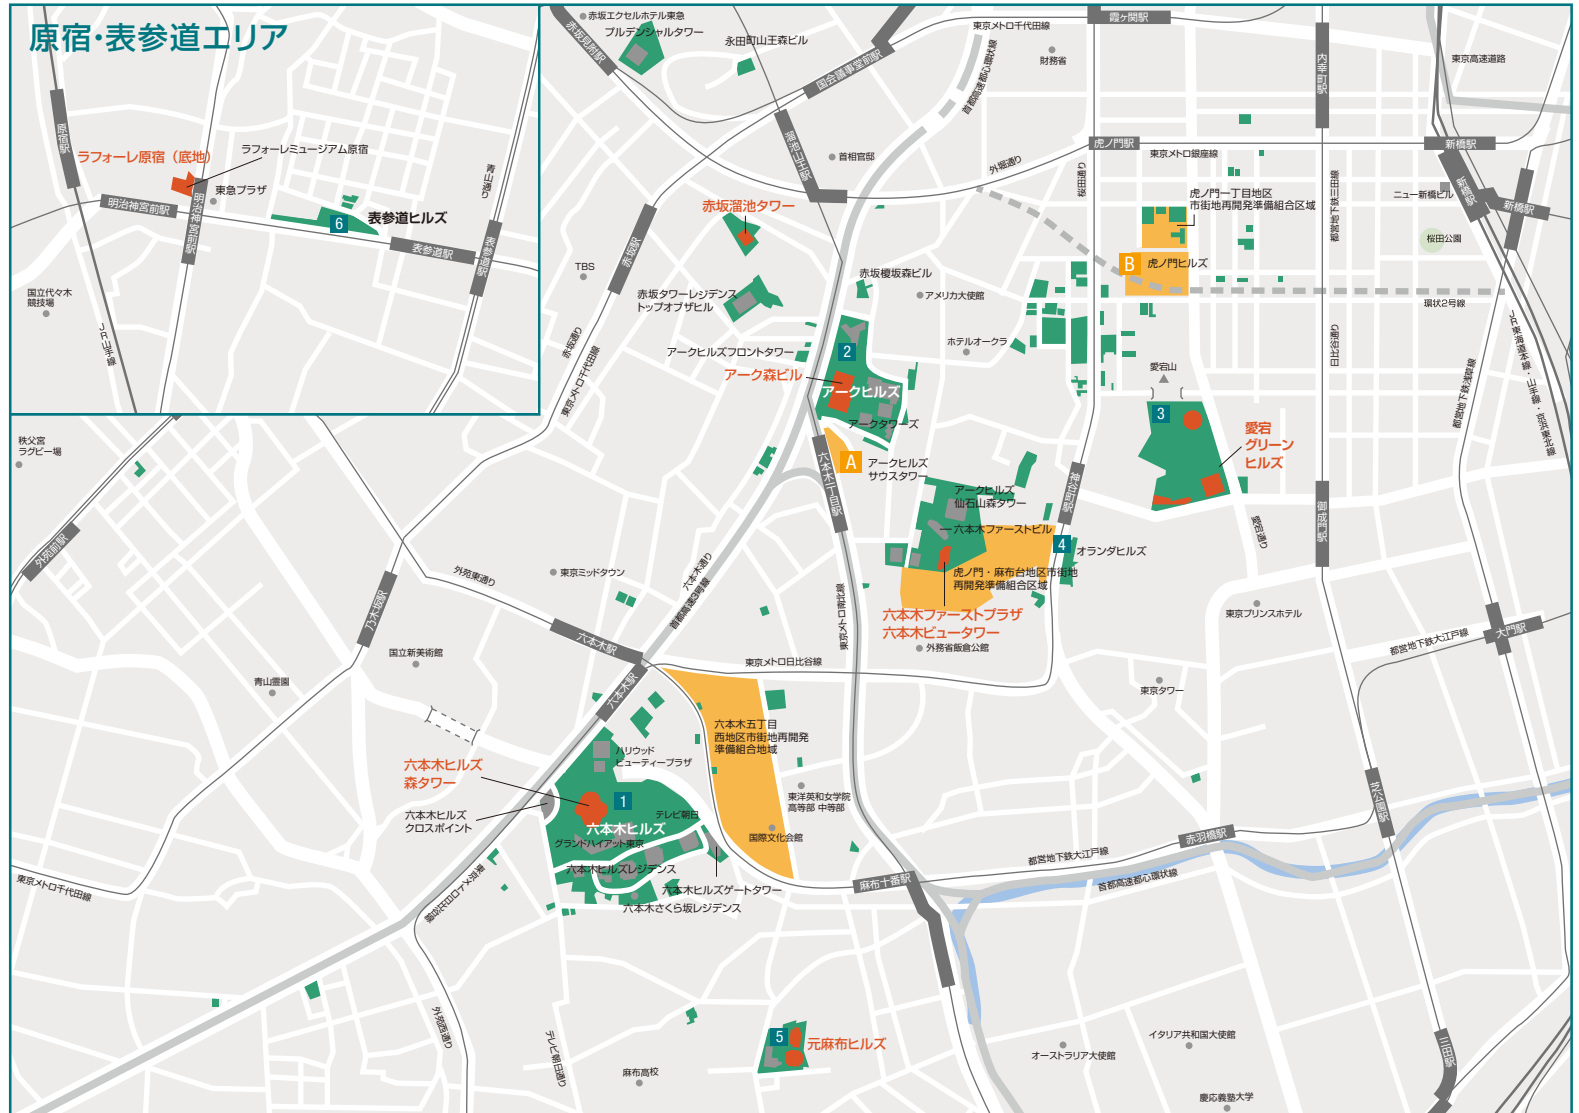 原宿・表参道エリア
ラフォーレ原宿（底地）
ラフォーレミュージアム原宿
原宿駅
東急プラザ
青山通り
明治神宮前駅
明治神宮前駅
6
表参道ヒルズ
表参道駅
表参道駅
国立代々木
競技場
JR山手線
赤坂エクセルホテル東急
プルデンシャルタワー
赤坂見附駅
永田町山王森ビル
国会議事堂前駅
東京メトロ千代田線
首都高速都心環状線
霞ヶ関駅
財務省
内幸町駅
東京高速道路
溜池山王駅
首相官邸
外堀通り
桜田通り
虎ノ門駅
東京メトロ銀座線
新橋駅
新橋駅
新橋駅
ニュー新橋ビル
桜田公園
虎ノ門一丁目地区
市街地再開発準備組合区域
都営地下鉄三田線
B
虎ノ門ヒルズ
環状2号線
赤坂溜池タワー
赤坂駅
TBS
赤坂タワーレジデンス
トップオブザヒル
赤坂榎坂森ビル
アメリカ大使館
ホテルオークラ
赤坂通り
東京メトロ千代田線
アークヒルズフロントタワー
2
アーク森ビル
アークヒルズ
アークタワーズ
A
アークヒルズ
サウスタワー
六本木一丁目駅
愛宕山
3
愛宕
グリーン
ヒルズ
日比谷通り
都営地下鉄浅草線
JR東海道本線・山手線・京浜東北線
秩父宮
ラグビー場
外苑前駅
アークヒルズ
仙石山森タワー
六本木ファーストビル
神谷町駅
4
オランダヒルズ
虎ノ門・麻布台地区市街地
再開発準備組合区域
六本木ファーストプラザ
六本木ビュータワー
外務省飯倉公館
愛宕通り
御成門駅
東京プリンスホテル
東京タワー
都営地下鉄大江戸線
大門駅
外苑東通り
東京ミッドタウン
六本木通り
首都高速3号線
東京メトロ南北線
乃木坂駅
六本木駅
六本木駅
国立新美術館
青山霊園
東京メトロ日比谷線
六本木五丁目
西地区市街地再開発
準備組合地域
ハリウッド
ビューティープラザ
六本木ヒルズ
森タワー
1
六本木ヒルズ
クロスポイント
テレビ朝日
六本木ヒルズ
グランドハイアット東京
六本木ヒルズレジデンス
六本木ヒルズゲートタワー
六本木さくら坂レジデンス
東洋英和女学院
高等部 中等部
国際文化会館
麻布十番駅
都営地下鉄大江戸線
首都高速都心環状線
赤羽橋駅
芝公園駅
東京メトロ千代田線
東京メトロ日比谷線
外苑西通り
テレビ朝日通り
麻布高校
5
元麻布ヒルズ
オーストラリア大使館
イタリア共和国大使館
慶応義塾大学
三田駅